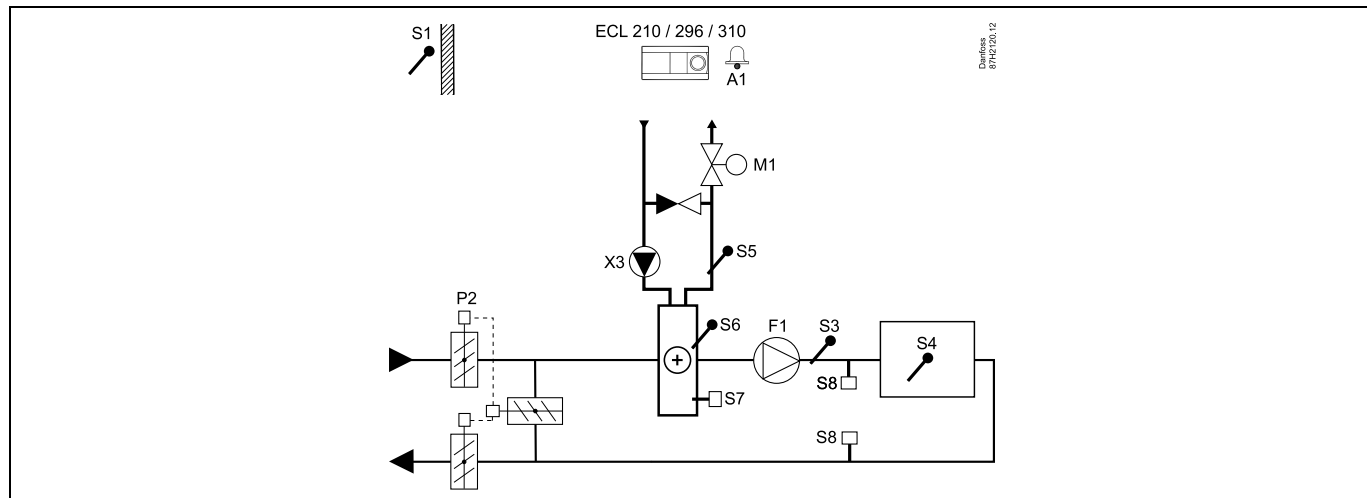 S1
ECL 210 / 296 / 310
A1
Danfoss
87H2120.12
M1
S5
X3
P2
S6
F1
S3
S4
S8
S7
S8